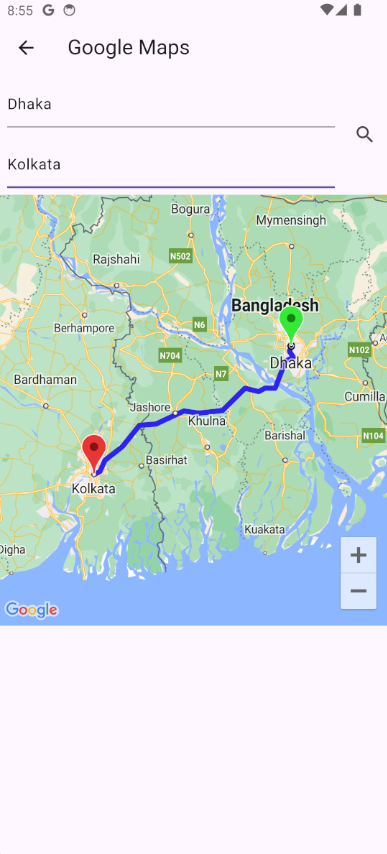 8:55
Google Maps
Dhaka
Kolkata
Bogura
Mymensingh
Rajshahi
N502
Bangladesh
N6
Berhampore
N102
N704
Dhaka
N7
Bardhaman
Cumilla
Jashore
Khulna
Barishal
N104
Basirhat
Kolkata
Kuakata
Digha
Google